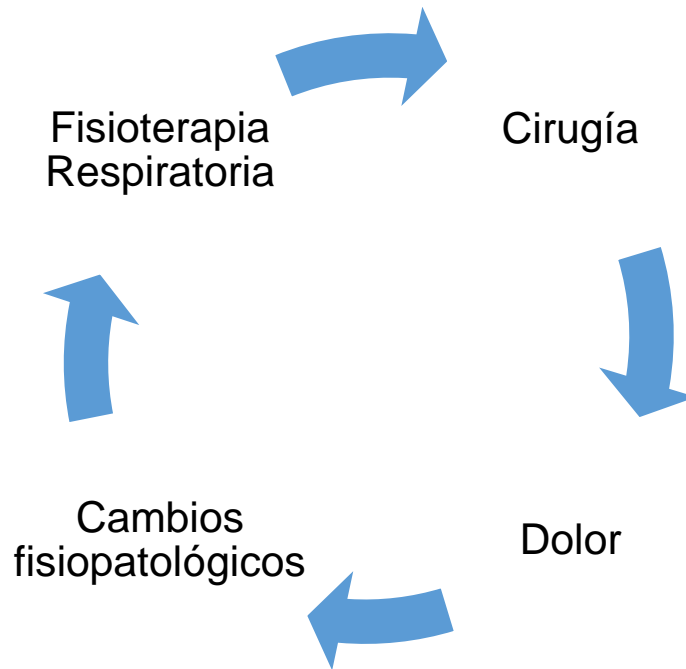 Fisioterapia
Respiratoria
Cirugía
Dolor
Cambios
fisiopatológicos